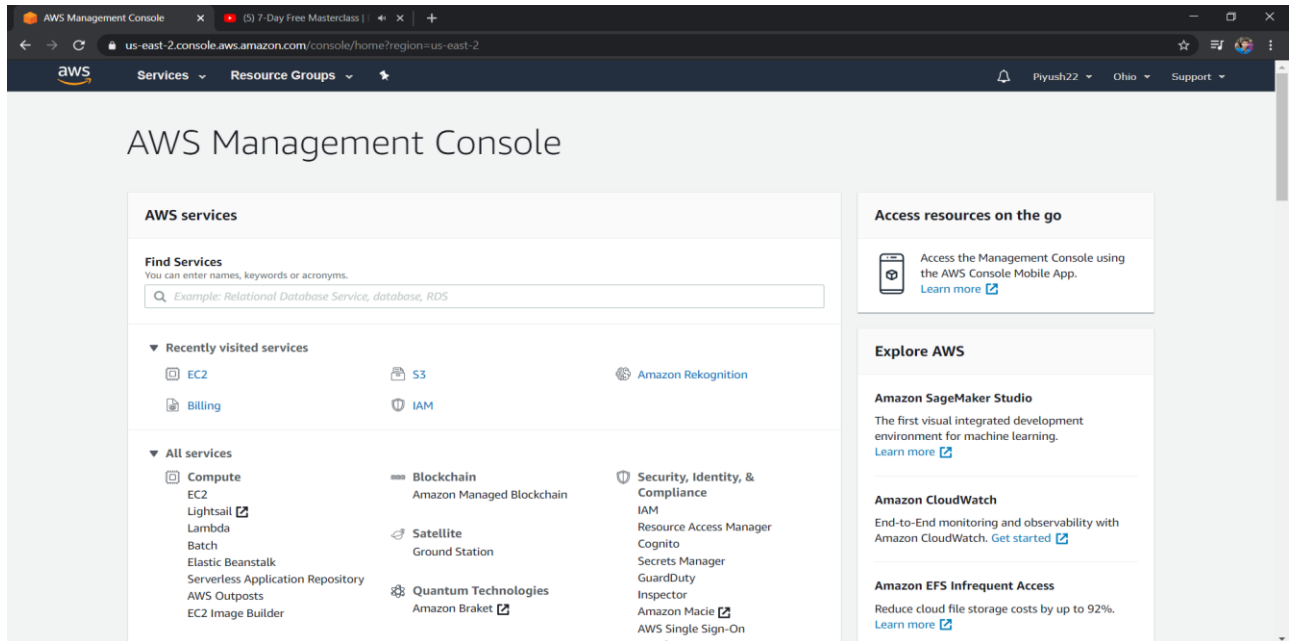 AWS Management Console
(5) 7-Day Free Masterclass |
us-east-2.console.aws.amazon.com/console/home?region=us-east-2
aws
Services
Resource Groups
Piyush22
Ohio
Support
AWS Management Console
AWS services
Find Services
You can enter names, keywords or acronyms.
Example: Relational Database Service, database, RDS
Recently visited services
EC2
S3
Amazon Rekognition
Billing
IAM
All services
Compute
EC2
Lightsail
Lambda
Batch
Elastic Beanstalk
Serverless Application Repository
AWS Outposts
EC2 Image Builder
Blockchain
Amazon Managed Blockchain
Satellite
Ground Station
Quantum Technologies
Amazon Braket
Security, Identity, &
Compliance
IAM
Resource Access Manager
Cognito
Secrets Manager
GuardDuty
Inspector
Amazon Macie
AWS Single Sign-On
Access resources on the go
Access the Management Console using
the AWS Console Mobile App.
Learn more
Explore AWS
Amazon SageMaker Studio
The first visual integrated development
environment for machine learning.
Learn more
Amazon CloudWatch
End-to-End monitoring and observability with
Amazon CloudWatch. Get started
Amazon EFS Infrequent Access
Reduce cloud file storage costs by up to 92%.
Learn more